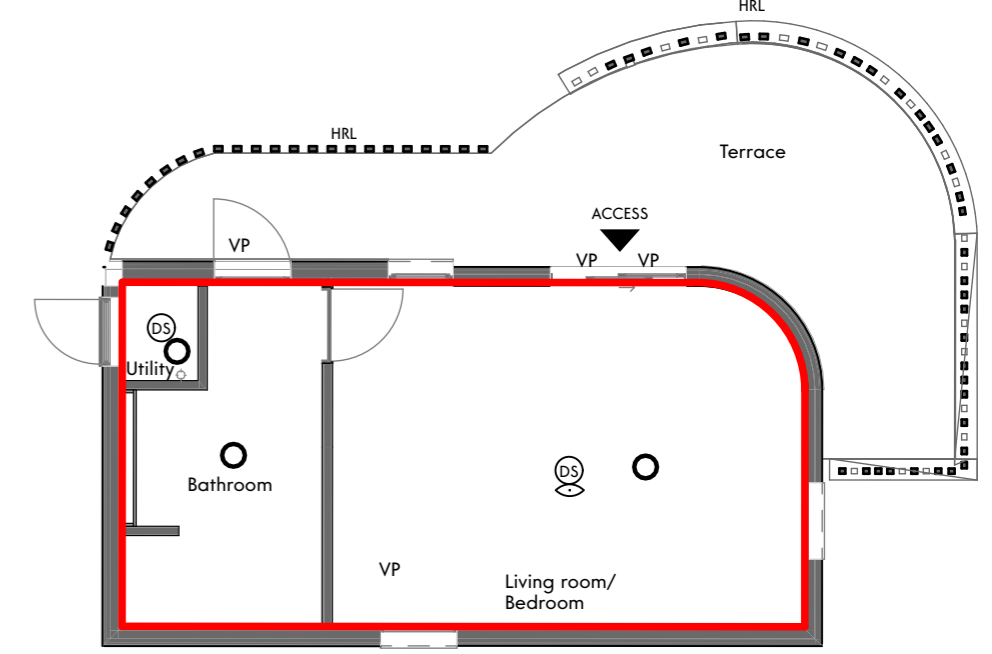 HRL
HRL
Terrace
ACCESS
VP
VP
VP
DS
Utility
DS
Bathroom
VP
Living room/
Bedroom